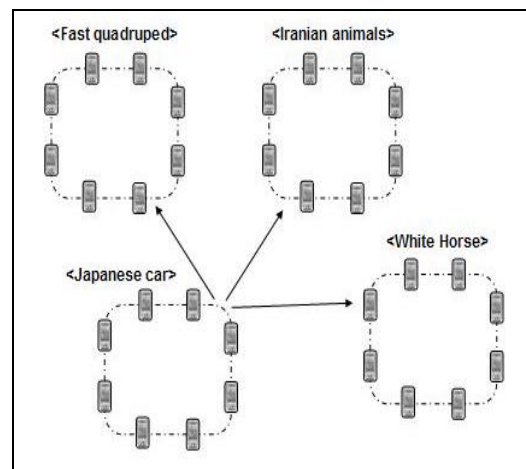 <Fast quadruped>
<Iranian animals>
<White Horse>
<Japanese car>